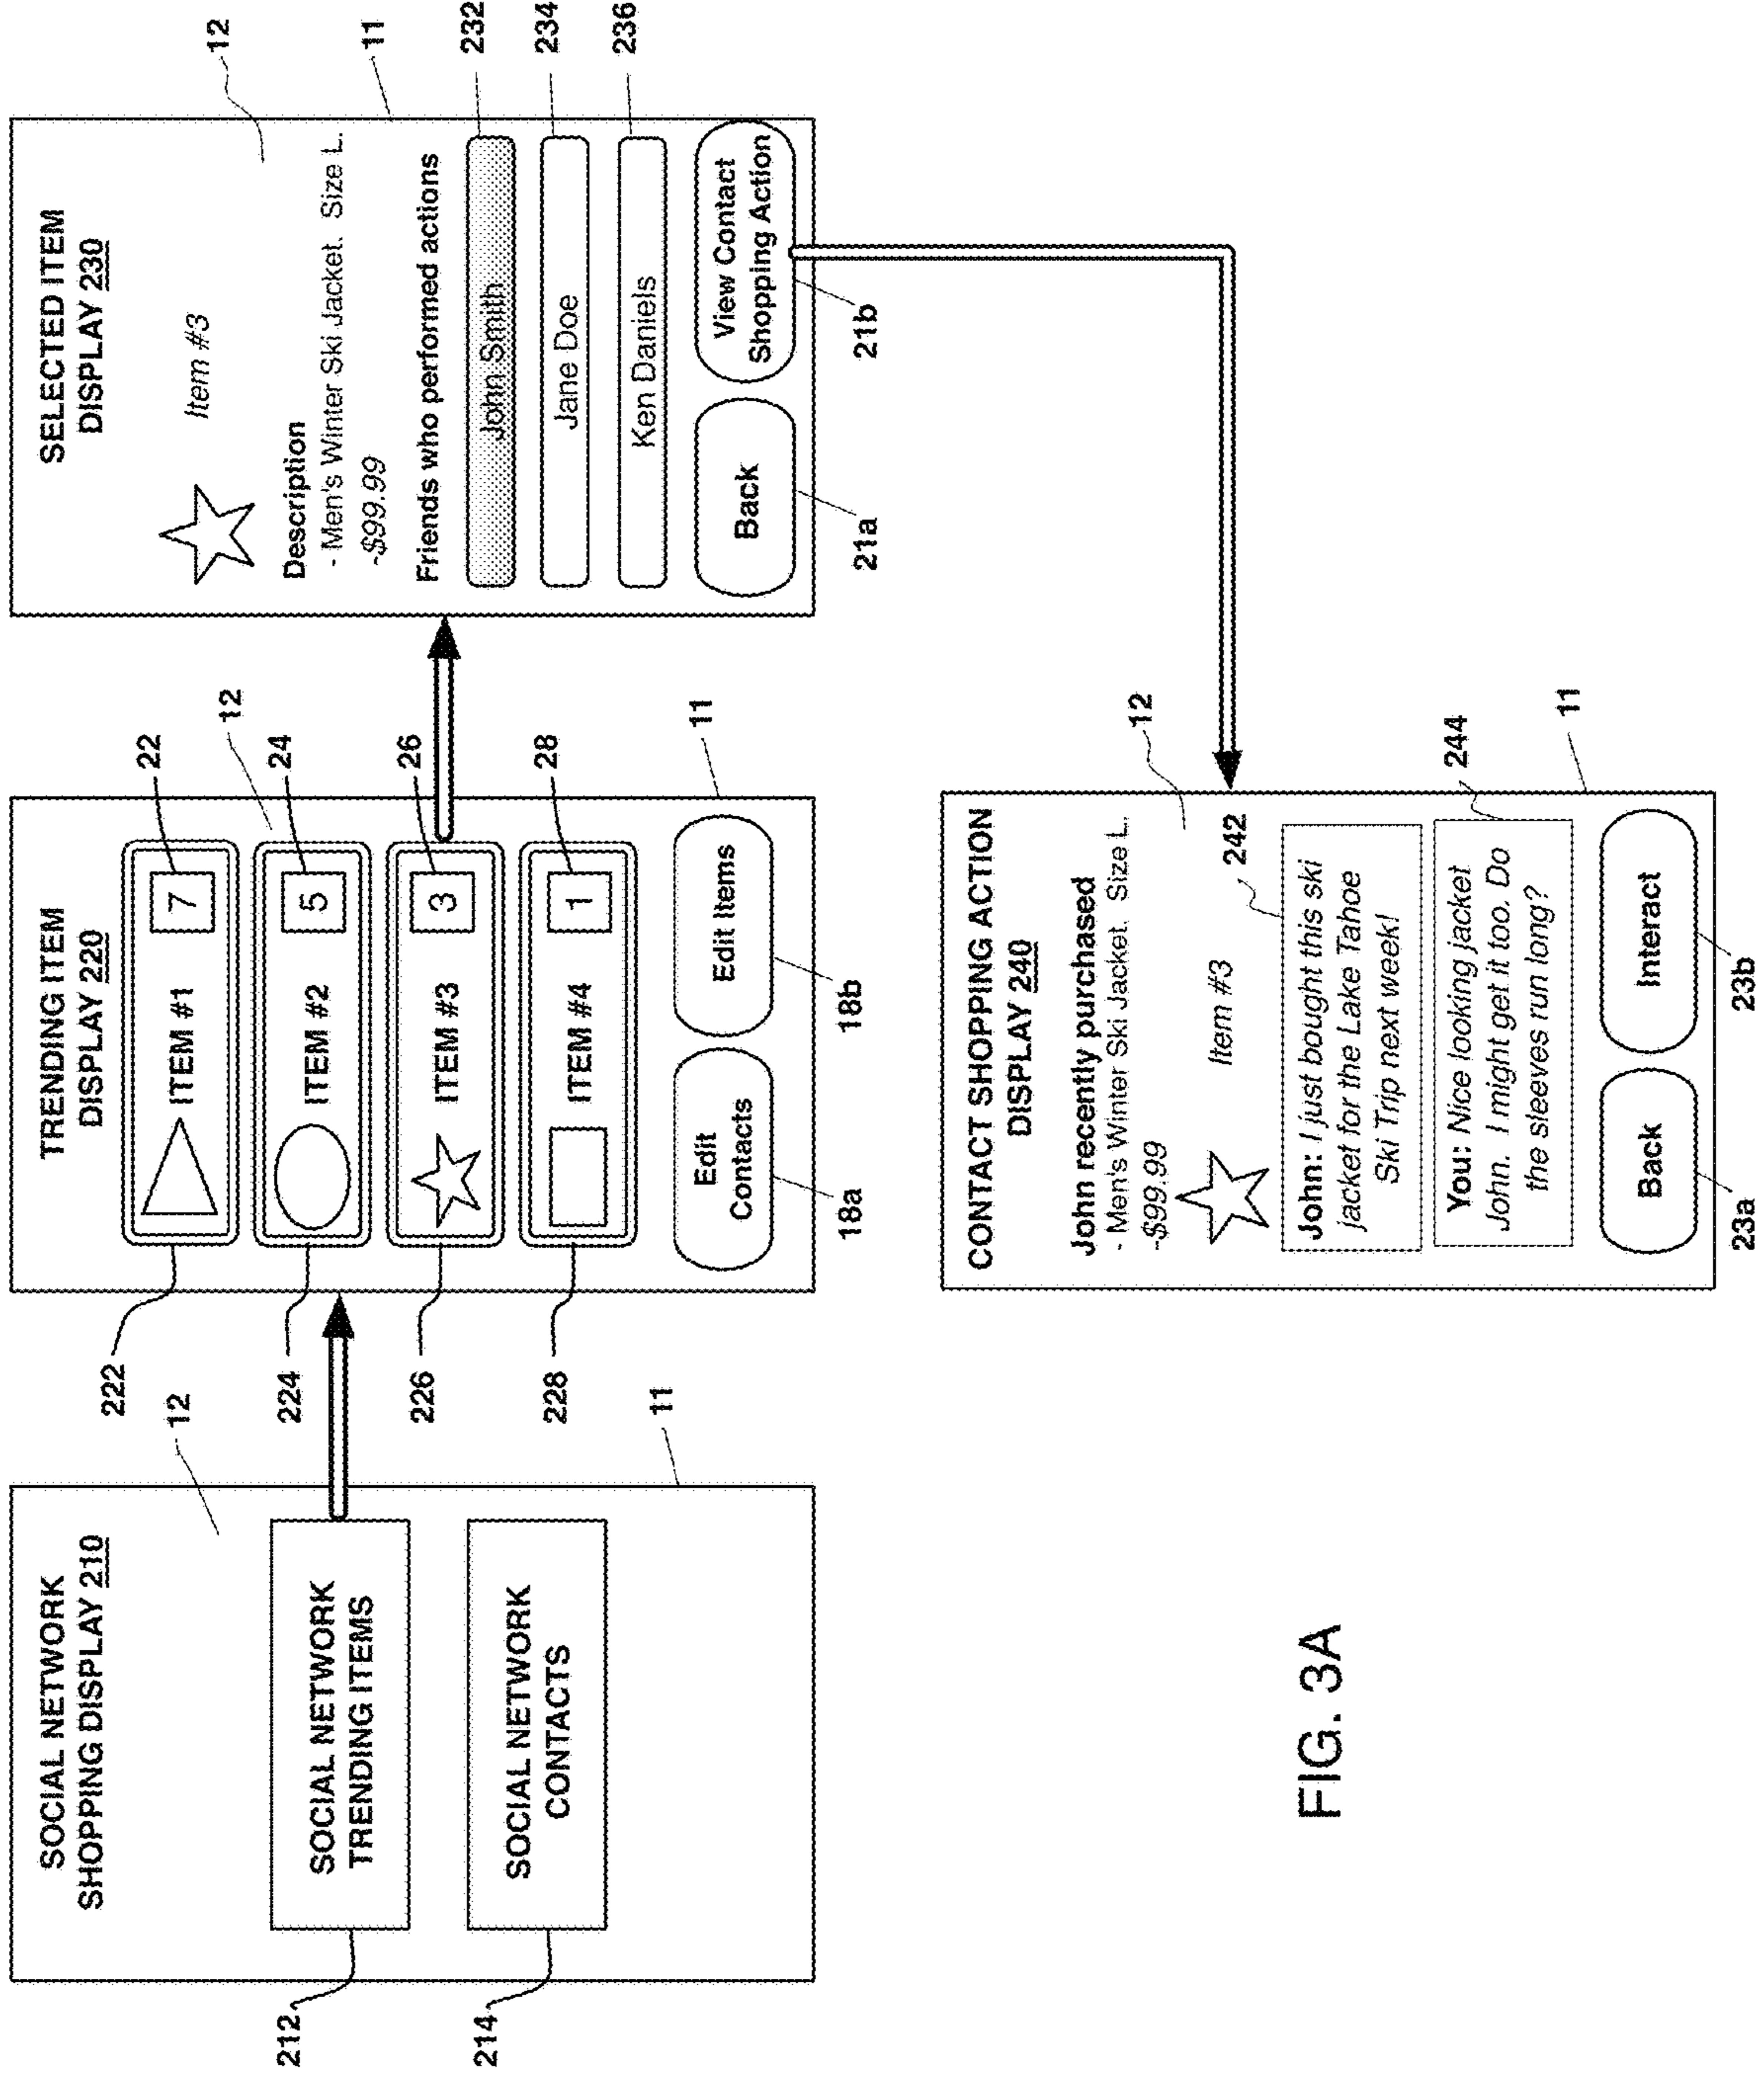 SOCIAL NETWORK
SHOPPING DISPLAY 210
12
SOCIAL NETWORK
TRENDING ITEMS
212
SOCIAL NETWORK
CONTACTS
214
11
TRENDING ITEM
DISPLAY 220
12
222
ITEM #1
7
22
224
ITEM #2
5
24
226
ITEM #3
3
26
228
ITEM #4
1
28
Edit
Contacts
Edit Items
18a
18b
11
SELECTED ITEM
DISPLAY 230
12
Item #3
Description
- Men's Winter Ski Jacket. Size L.
-$99.99
11
Friends who performed actions
John Smith
232
Jane Doe
234
Ken Daniels
236
Back
View Contact
Shopping Action
21a
21b
CONTACT SHOPPING ACTION
DISPLAY 240
John recently purchased
- Men's Winter Ski Jacket. Size L.
-$99.99
12
Item #3
242
John: I just bought this ski
jacket for the Lake Tahoe
Ski Trip next week!
244
You: Nice looking jacket
John. I might get it too. Do
the sleeves run long?
11
Back
Interact
23a
23b
FIG. 3A